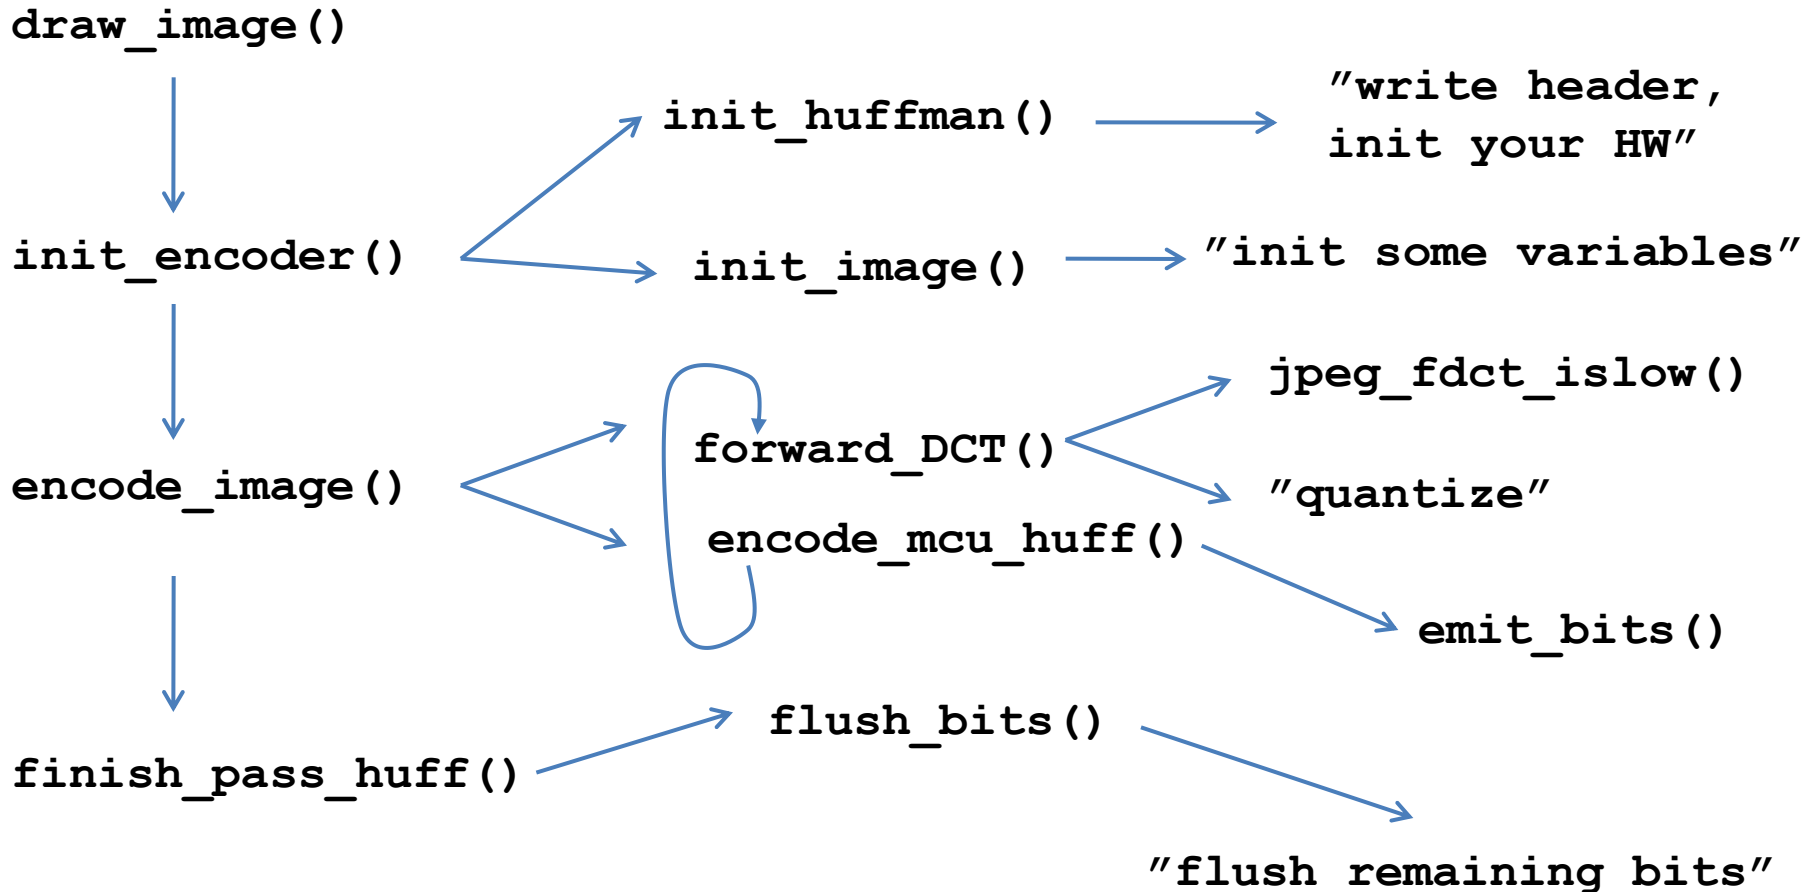 draw_image()
init_huffman()
”write header,
init your HW”
init_encoder()
init_image()
”init some variables”
jpeg_fdct_islow()
forward_DCT()
encode_image()
”quantize”
encode_mcu_huff()
emit_bits()
flush_bits()
finish_pass_huff()
”flush remaining bits”